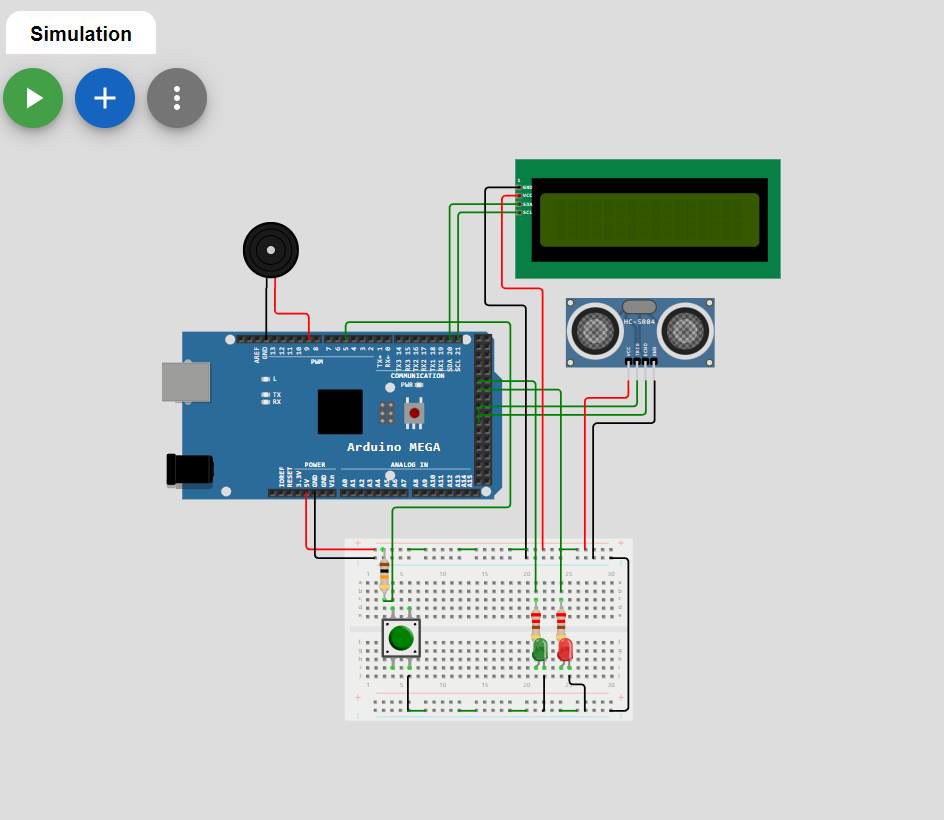 Simulation
1
GND
VCC
SDA
SCL
HC-SR04
VCC
TRIG
ECHO
GND
AREF
GND
13
12
11
10
9
8
7
6
5
4
3
2
TX→ 1
RX← 0
TX3 14
RX3 15
TX2 16
RX2 17
TX1 18
RX1 19
SDA 20
SCL 21
PWM
COMMUNICATION
L
PWR
TX
RX
Arduino MEGA
POWER
ANALOG IN
IOREF
RESET
3.3V
5V
GND
GND
Vin
A0
A1
A2
A3
A4
A5
A6
A7
A8
A9
A10
A11
A12
A13
A14
A15
1 5 10 15 20 25 30
a a
b b
c c
d d
e e
f f
g g
h h
i i
j j
1 5 10 15 20 25 30